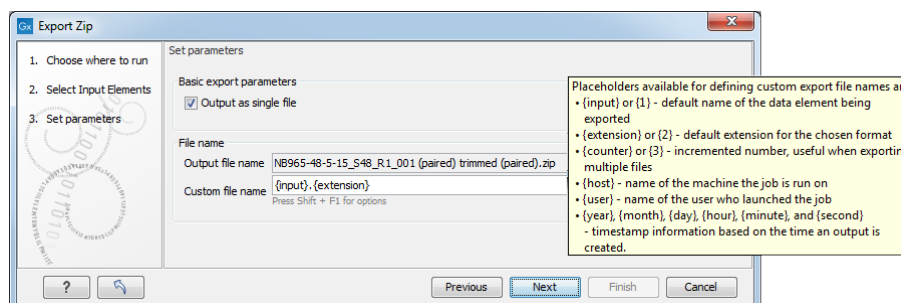 Gx Export Zip
1. Choose where to run
2. Select Input Elements
3. Set parameters
Set parameters
Basic export parameters
Output as single file
File name
Output file name NB965-48-5-15_S48_R1_001 (paired) trimmed (paired).zip
Custom file name {input}.{extension}
Press Shift + F1 for options
Placeholders available for defining custom export file names
• {input} or {1} - default name of the data element being
exported
• {extension} or {2} - default extension for the chosen format
• {counter} or {3} - incremented number, useful when
multiple files
• {host} - name of the machine the job is run on
• {user} - name of the user who launched the job
• {year}, {month}, {day}, {hour}, {minute}, and {second}
- timestamp information based on the time an output is
created.
? Previous Next Finish Cancel